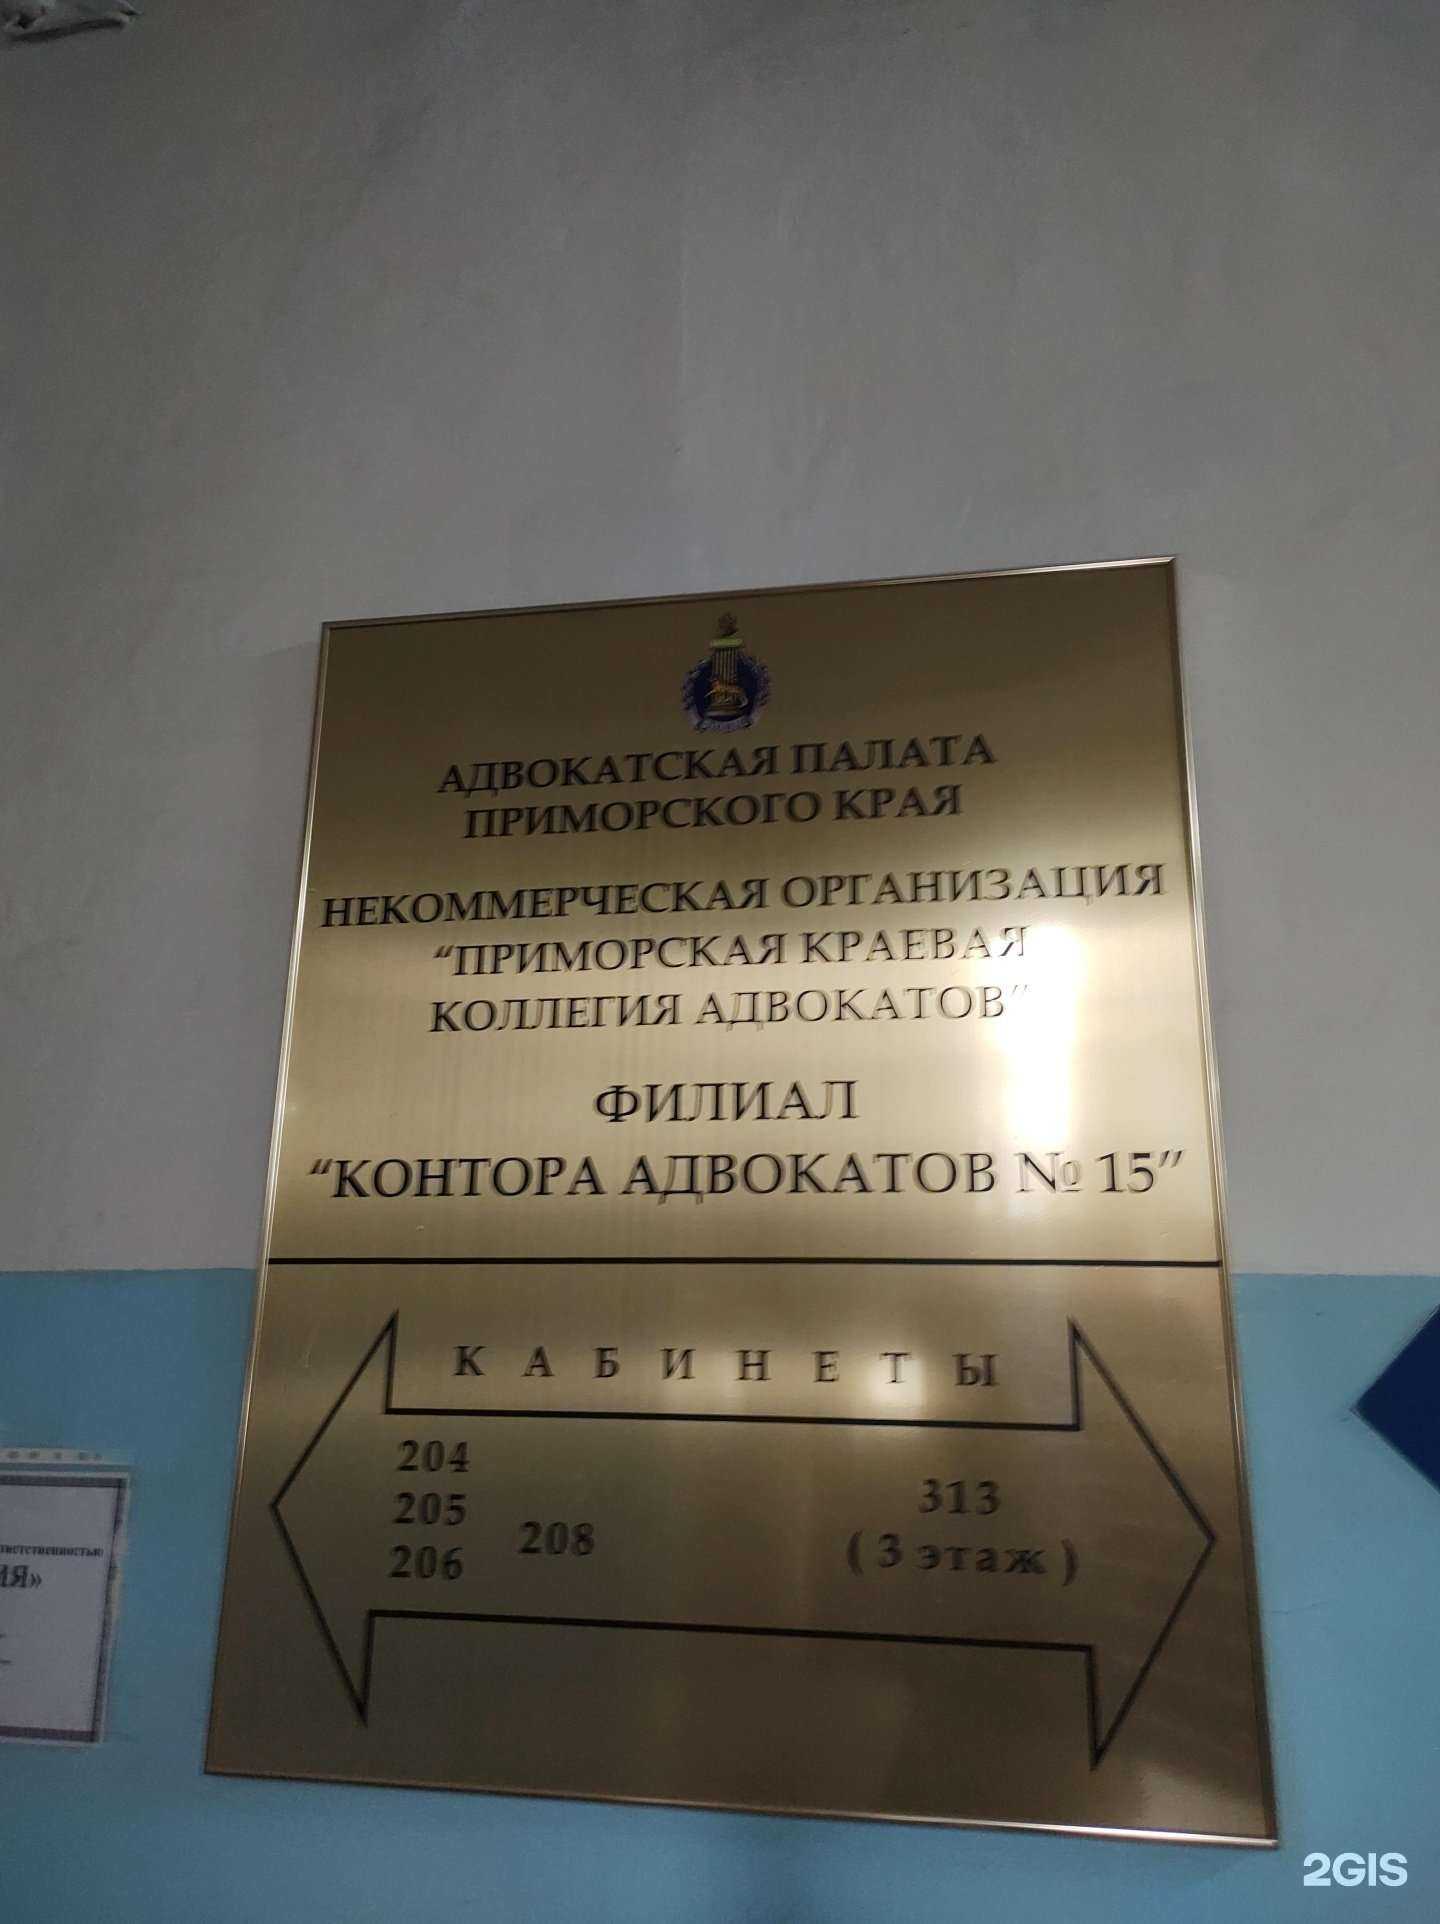 АДВОКАТСКАЯ ПАЛАТА
ПРИМОРСКОГО КРАЯ
НЕКОММЕРЧЕСКАЯ ОРГАНИЗАЦИЯ
“ПРИМОРСКАЯ КРАЕВАЯ
КОЛЛЕГИЯ АДВОКАТОВ”
ФИЛИАЛ
“КОНТОРА АДВОКАТОВ № 15”
К А Б И Н Е Т Ы
204
205
206
208
313
( 3 этаж )
ИЯ»
2GIS